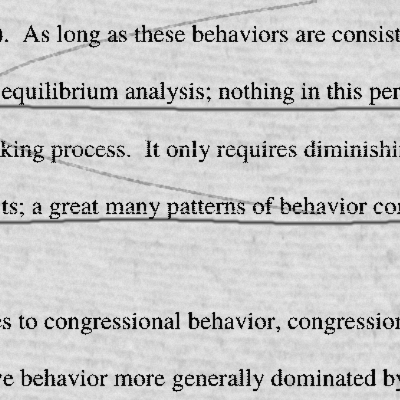 ). As long as these behaviors are consist
equilibrium analysis; nothing in this per
king process. It only requires diminishi
ts; a great many patterns of behavior co
es to congressional behavior, congression
ve behavior more generally dominated by